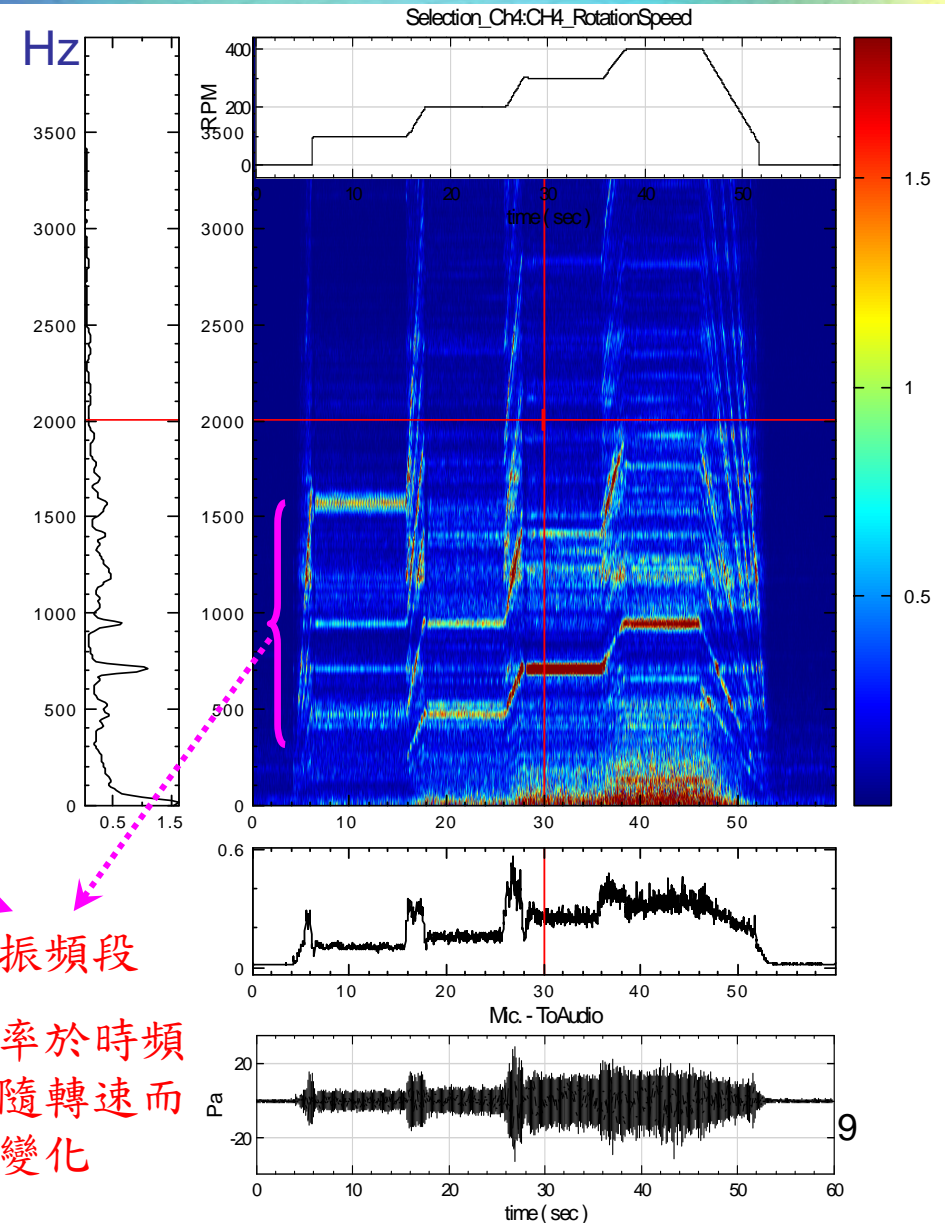 Selection_Ch4:CH4_RotationSpeed
Hz
RPM
400
200
0
3500
0 10 20 30 40 50
time ( sec )
3500
3000
2500
2000
1500
1000
500
0
0.5 1.5
3000
2500
2000
1500
1000
500
0
0 10 20 30 40 50
1.5
1
0.5
0.6
0
0 10 20 30 40 50 60
振頻段
率於時頻
隨轉速而
變化
Mic. - ToAudio
Pa
20
0
-20
0 10 20 30 40 50 60
time ( sec )
9